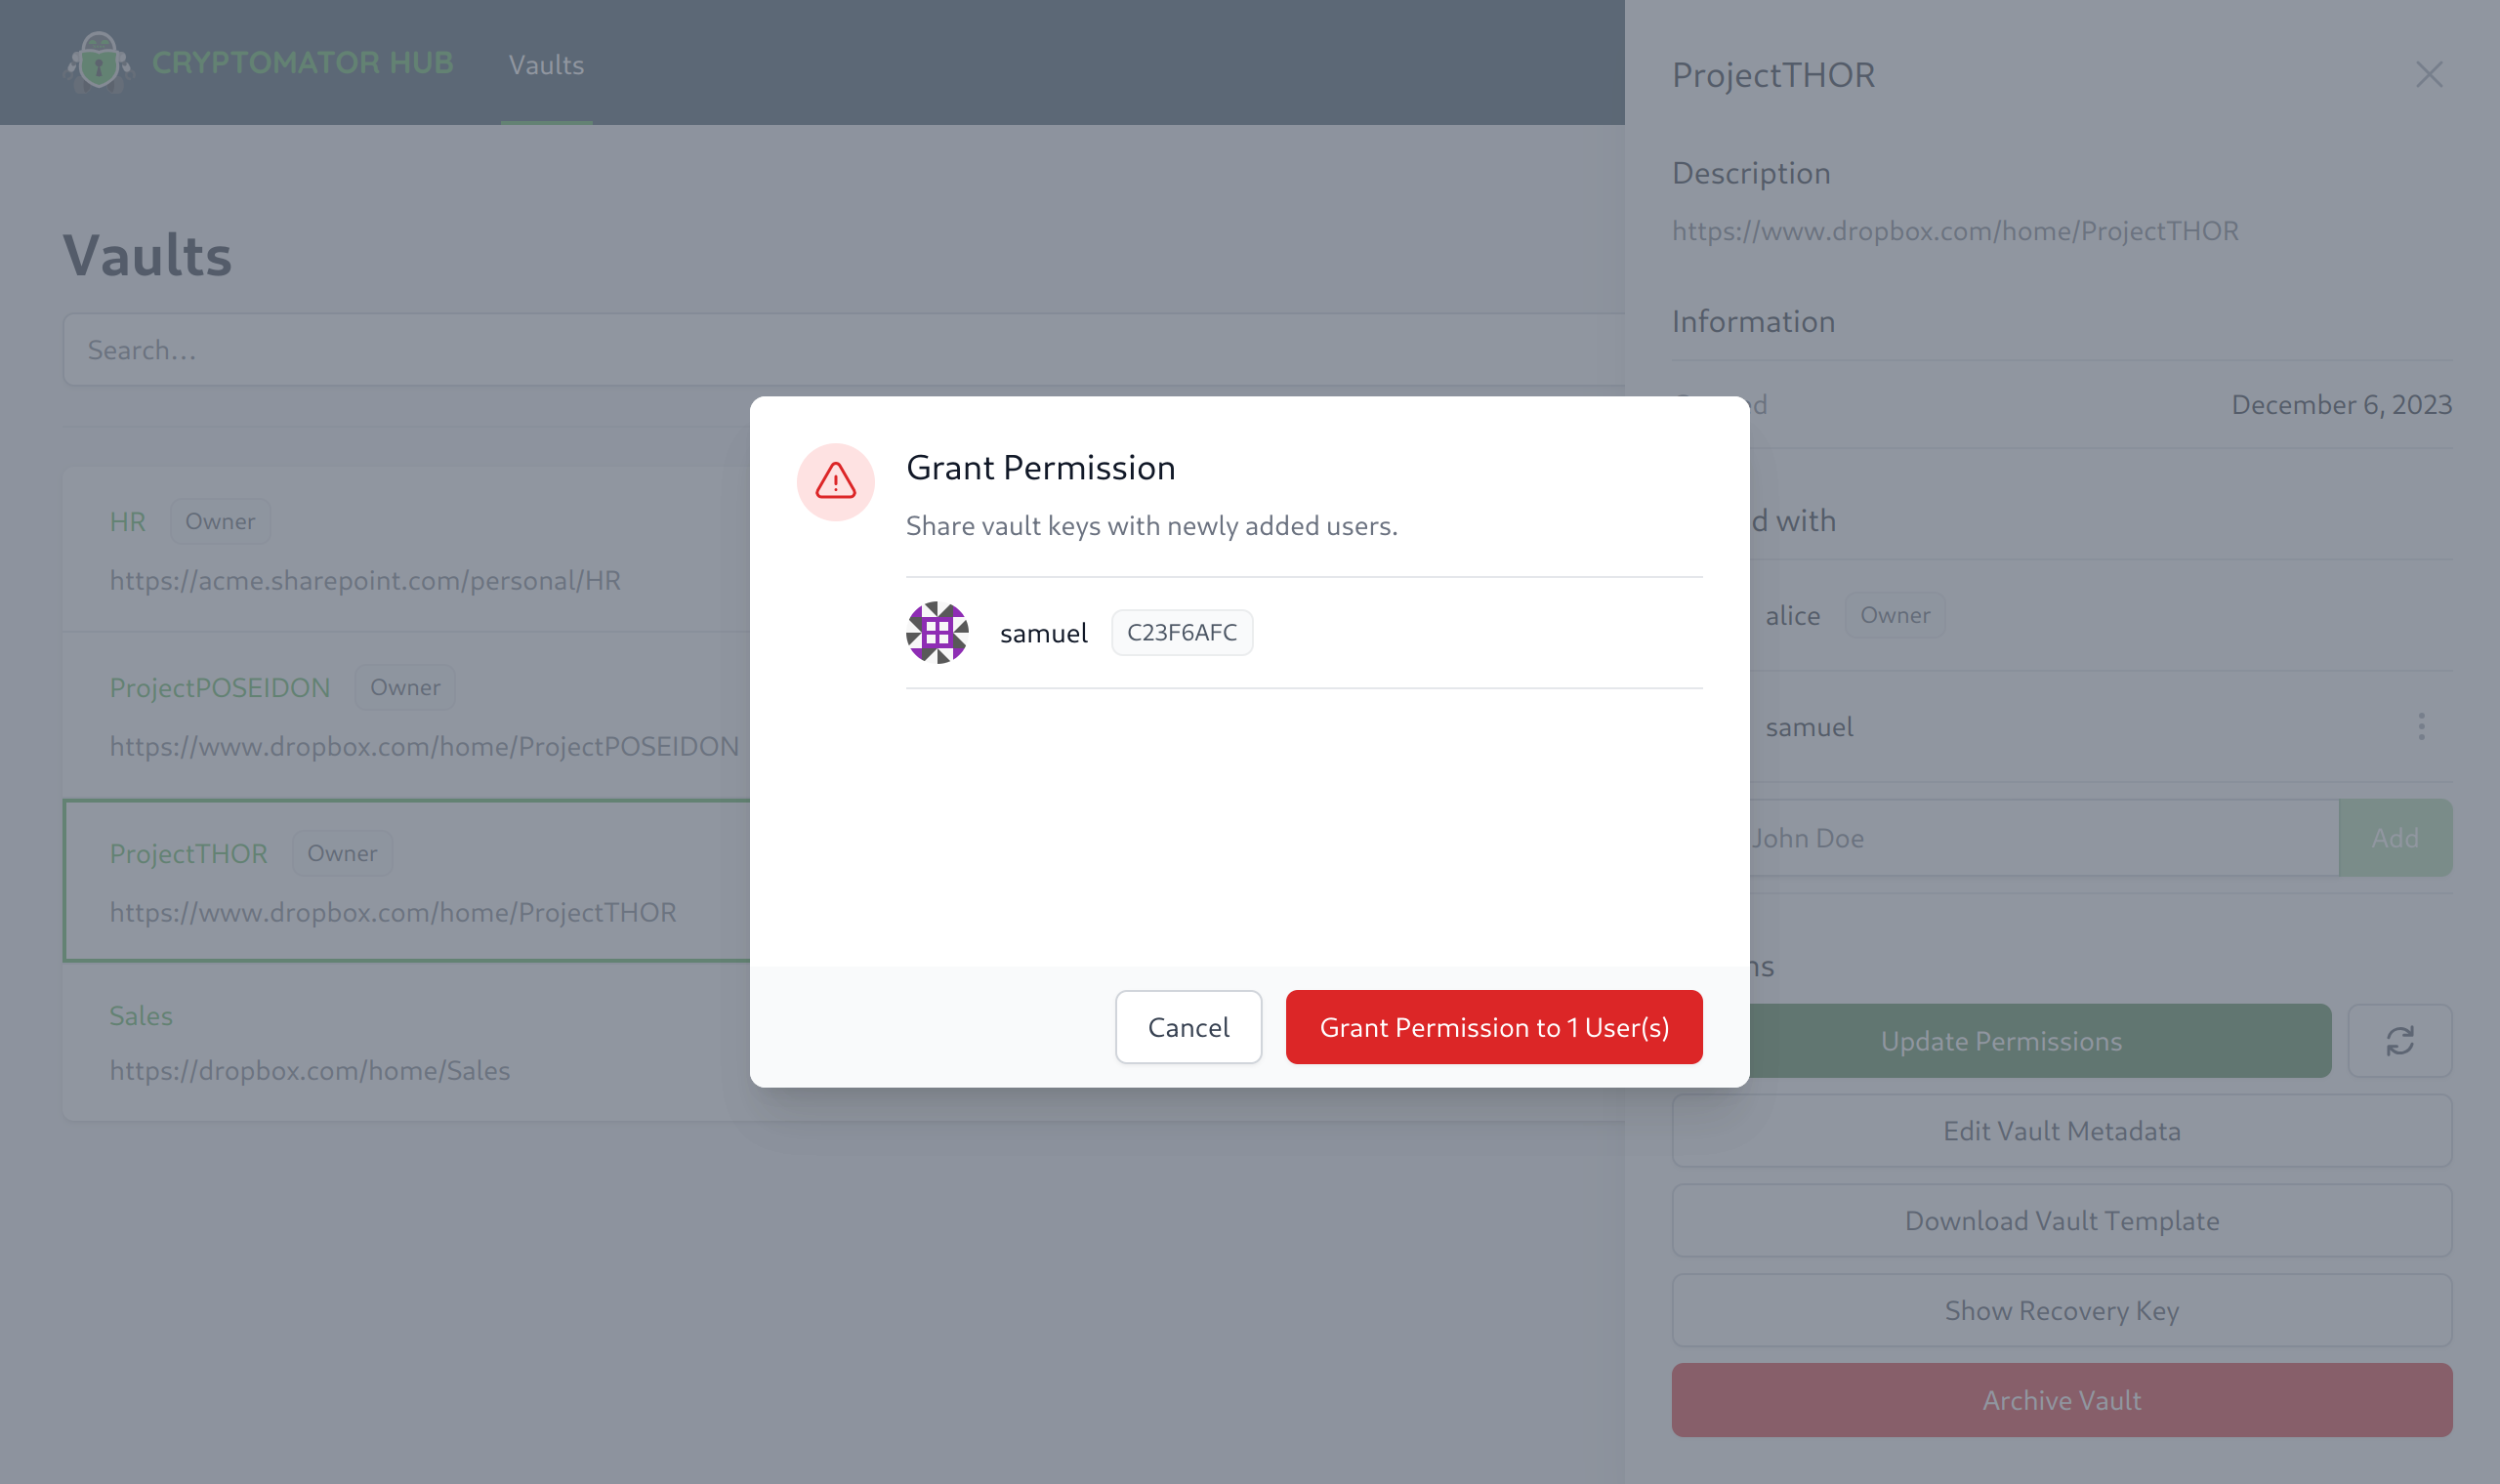 CRYPTOMATOR HUB
Vaults
Vaults
Search...
HR Owner
https://acme.sharepoint.com/personal/HR
ProjectPOSEIDON Owner
https://www.dropbox.com/home/ProjectPOSEIDON
ProjectTHOR Owner
https://www.dropbox.com/home/ProjectTHOR
Sales
https://dropbox.com/home/Sales
Grant Permission
Share vault keys with newly added users.
samuel C23F6AFC
Cancel
Grant Permission to 1 User(s)
ProjectTHOR
Description
https://www.dropbox.com/home/ProjectTHOR
Information
December 6, 2023
with
alice Owner
samuel
John Doe
Add
Update Permissions
Edit Vault Metadata
Download Vault Template
Show Recovery Key
Archive Vault